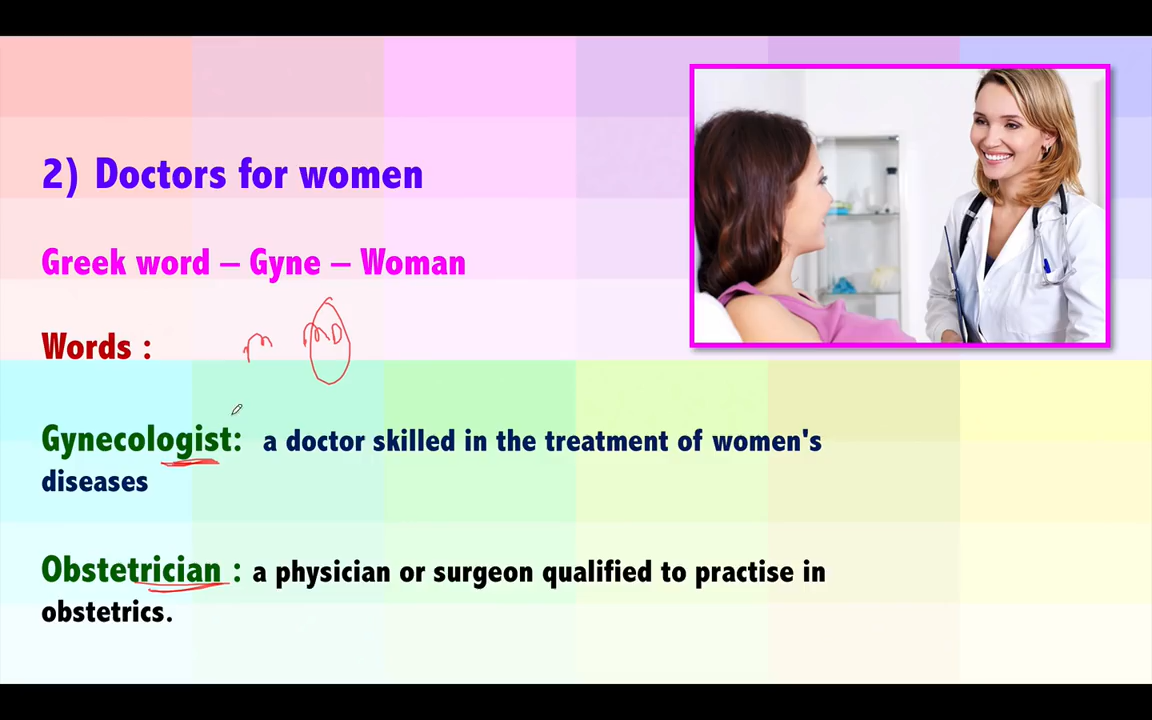 2) Doctors for women
Greek word – Gyne – Woman
Words :
m mD
Gynecologist: a doctor skilled in the treatment of women's
diseases
Obstetrician : a physician or surgeon qualified to practise in
obstetrics.